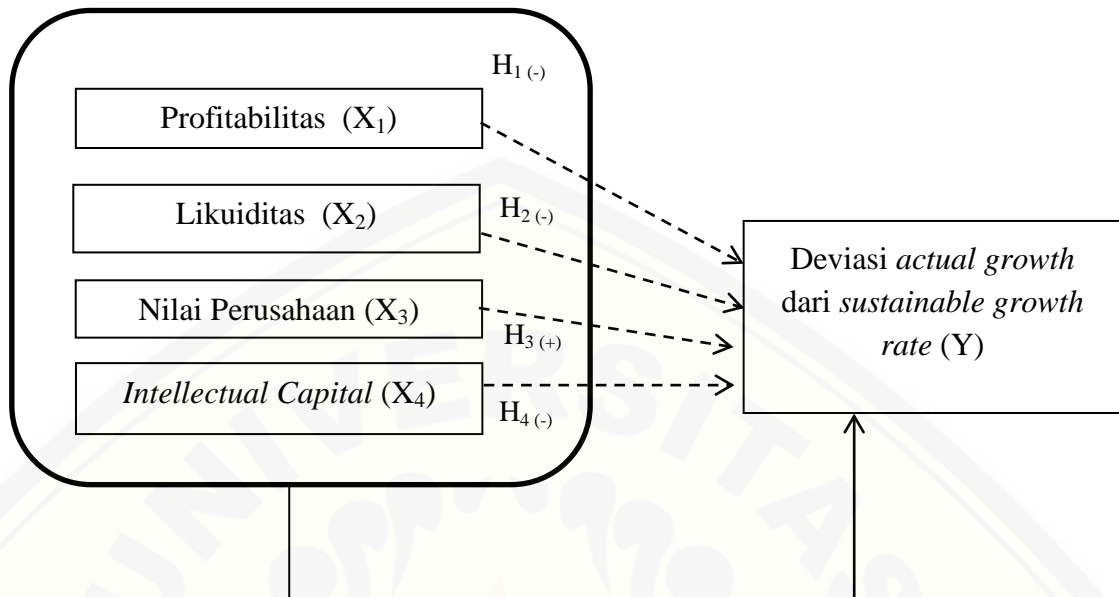 H₁ (-)
Profitabilitas (X₁)
Likuiditas (X₂)
H₂ (-)
Nilai Perusahaan (X₃)
H₃ (+)
Intellectual Capital (X₄)
H₄ (-)
Deviasi actual growth
dari sustainable growth
rate (Y)
UNIVERSITAS